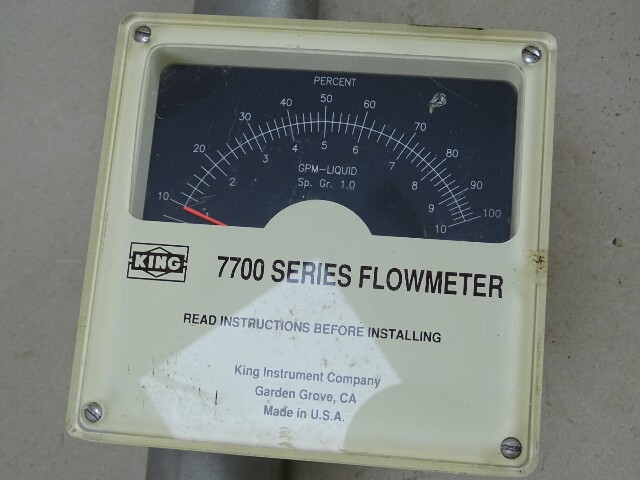 PERCENT
10 20 30 40 50 60 70 80 90 100
2 3 4 5 6 7 8 9 10
GPM-LIQUID
Sp. Gr. 1.0
KING
7700 SERIES FLOWMETER
READ INSTRUCTIONS BEFORE INSTALLING
King Instrument Company
Garden Grove, CA
Made in U.S.A.